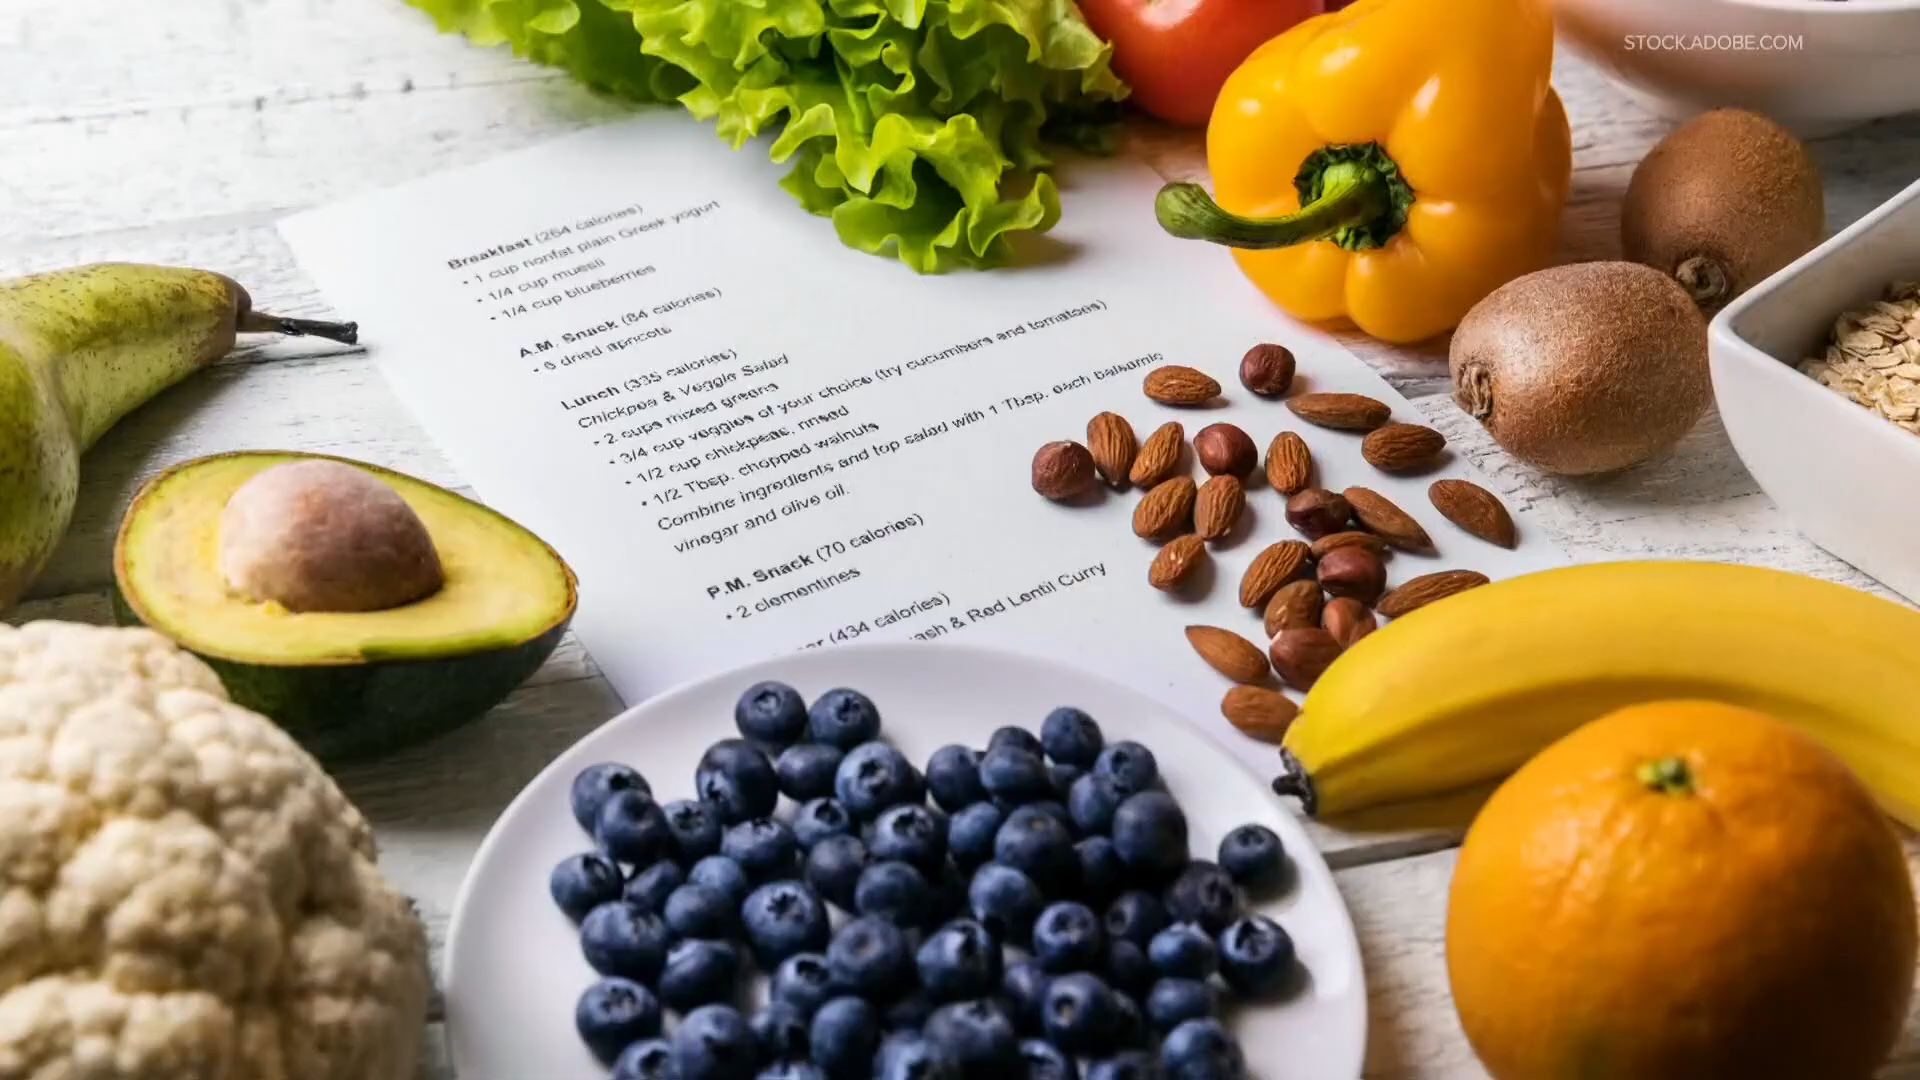 STOCK.ADOBE.COM
Breakfast (264 calories)
• 1 cup nonfat plain Greek yogurt
• 1/4 cup muesli
• 1/4 cup blueberries
A.M. Snack (84 calories)
• 6 dried apricots
Lunch (335 calories)
Chickpea & Veggie Salad
• 2 cups mixed greens
• 3/4 cup veggies of your choice (try cucumbers and tomatoes)
• 1/2 cup chickpeas, rinsed
• 1/2 Tbsp. chopped walnuts
Combine ingredients and top salad with 1 Tbsp. each balsamic
vinegar and olive oil.
P.M. Snack (70 calories)
• 2 clementines
(434 calories)
& Red Lentil Curry